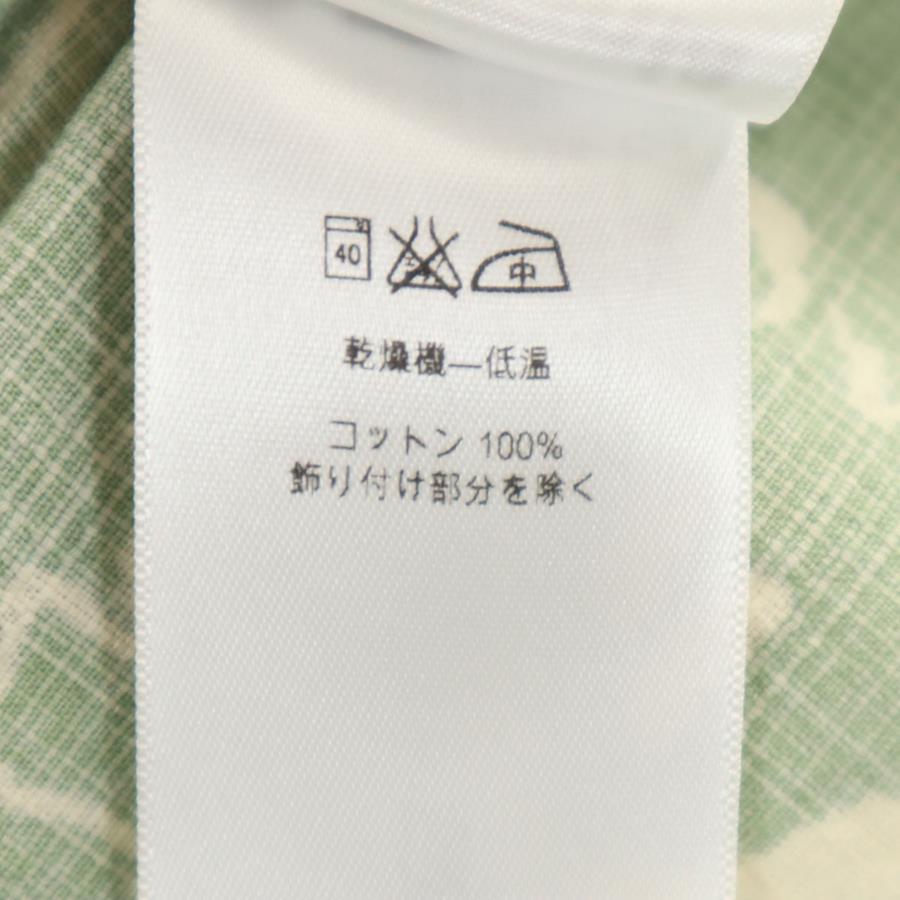 40 中
乾燥機—低温
コットン 100%
飾り付け部分を除く